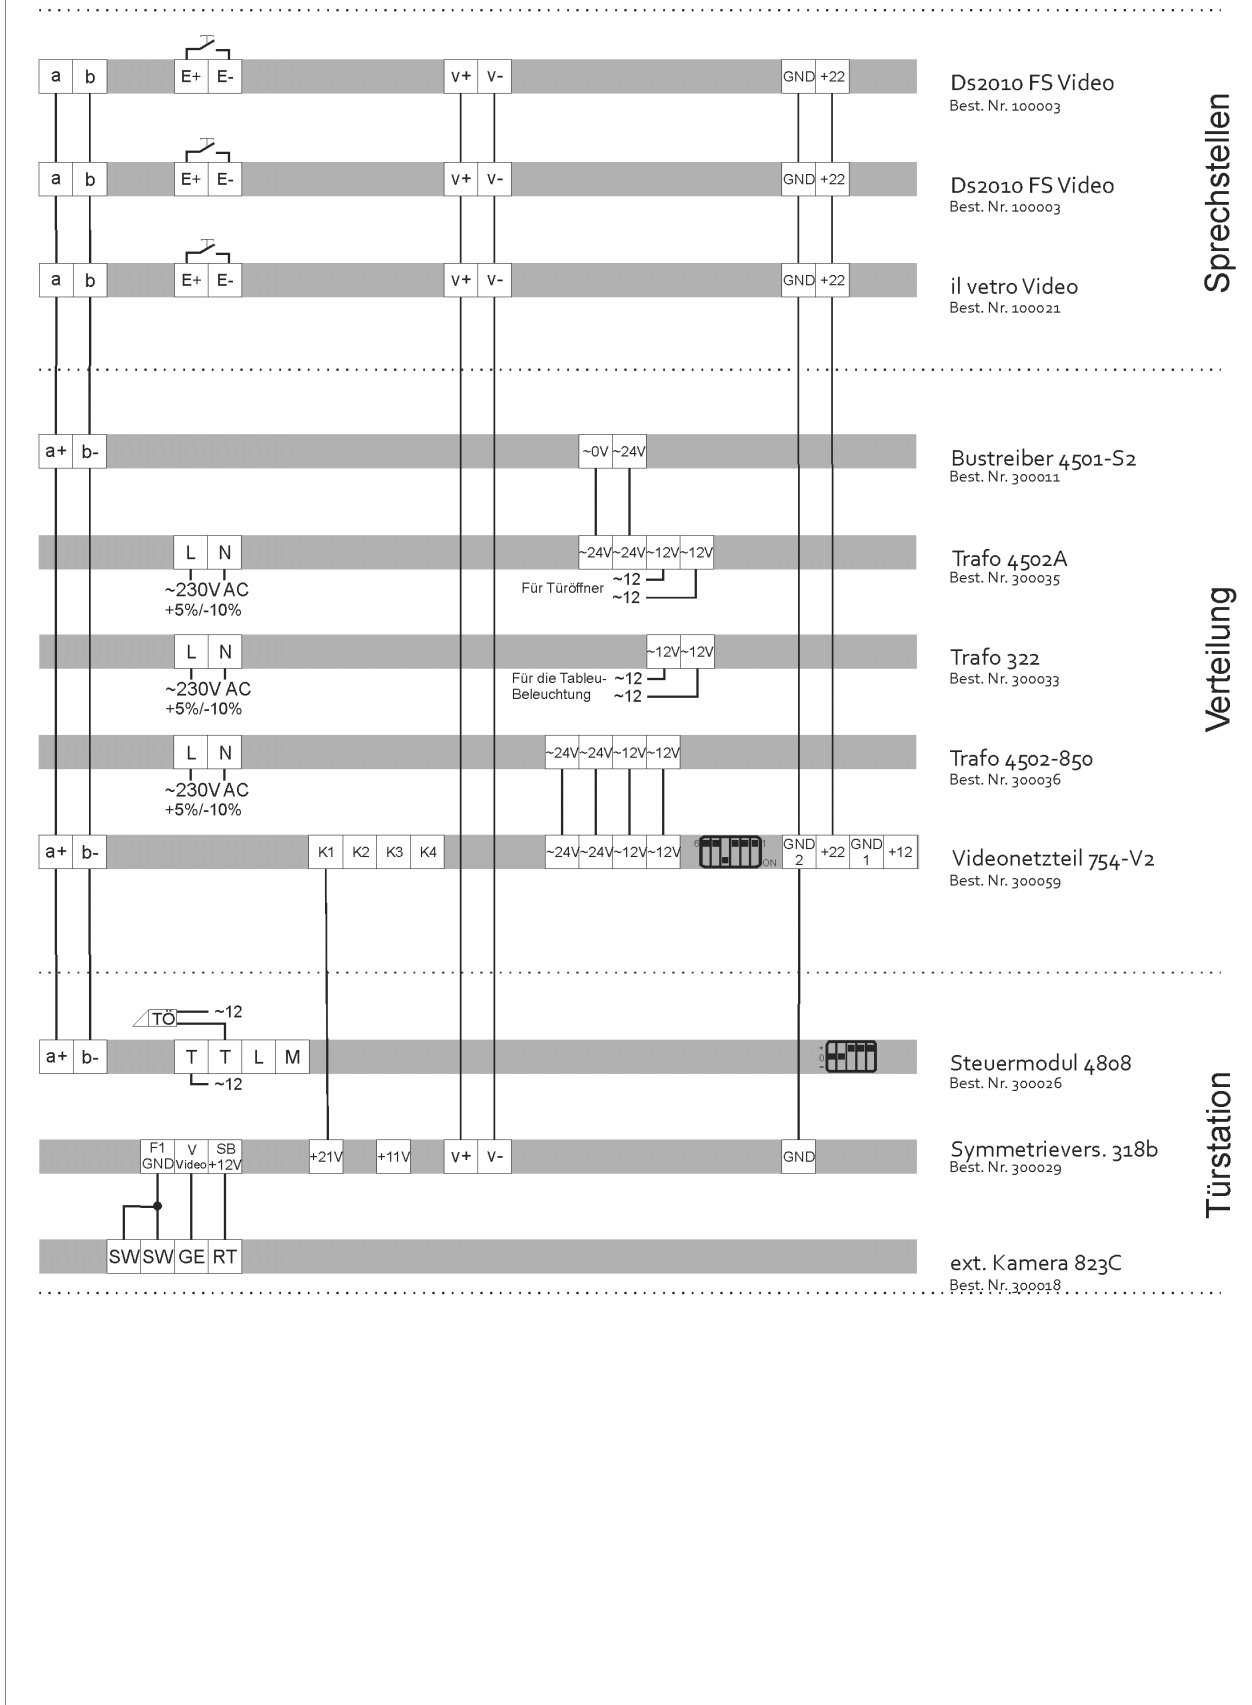 a b E+ E- v+ v- GND +22 Ds2010 FS Video
Best. Nr. 100003
a b E+ E- v+ v- GND +22 Ds2010 FS Video
Best. Nr. 100003
a b E+ E- v+ v- GND +22 il vetro Video
Best. Nr. 100021
Sprechstellen
a+ b- ~0V ~24V Bustreiber 4501-S2
Best. Nr. 300011
L N ~24V ~24V ~12V ~12V Trafo 4502A
Best. Nr. 300035
~230V AC
+5%/-10%
Für Türöffner
~12
~12
L N ~12V ~12V Trafo 322
Best. Nr. 300033
~230V AC
+5%/-10%
Für die Tableu- ~12
Beleuchtung ~12
L N ~24V ~24V ~12V ~12V Trafo 4502-850
Best. Nr. 300036
~230V AC
+5%/-10%
a+ b- K1 K2 K3 K4 ~24V ~24V ~12V ~12V 6 1 ON GND 2 +22 GND 1 +12 Videonetzteil 754-V2
Best. Nr. 300059
Verteilung
TÖ ~12
a+ b- T T L M + 0 - Steuermodul 4808
Best. Nr. 300026
~12
F1 GND V Video SB +12V +21V +11V v+ v- GND Symmetrievers. 318b
Best. Nr. 300029
SW SW GE RT ext. Kamera 823C
Best. Nr. 300018
Türstation